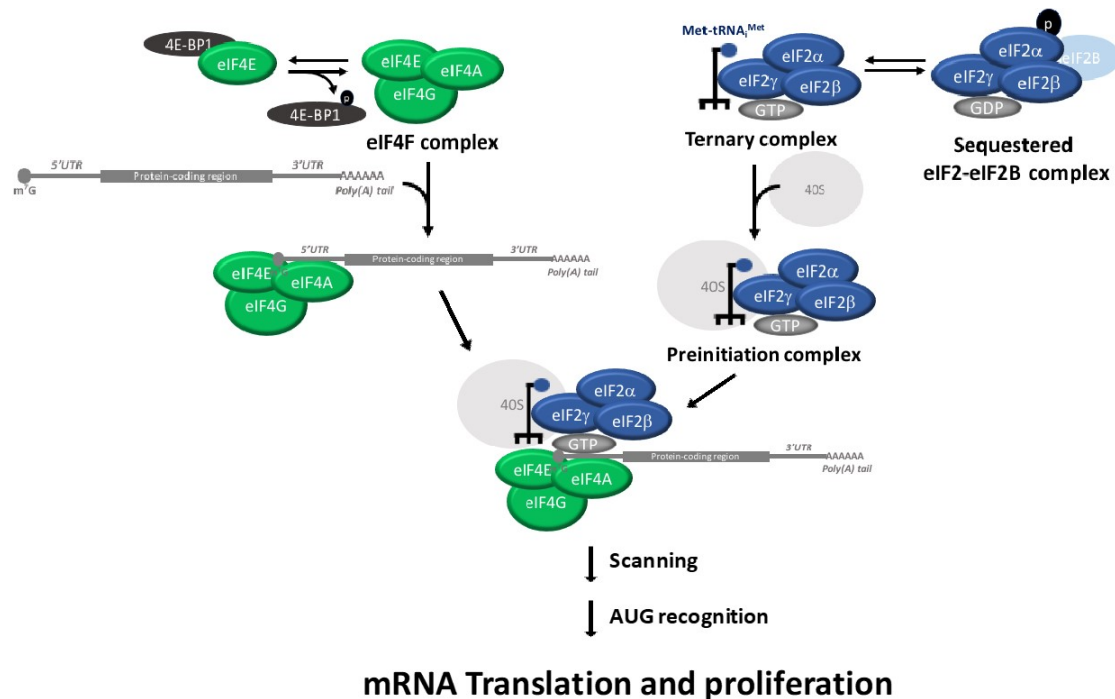 4E-BP1
eIF4E
P
4E-BP1
eIF4E
eIF4A
eIF4G
eIF4F complex
Met-tRNAᵢᴹᵉᵗ
eIF2α
eIF2γ
eIF2β
GTP
Ternary complex
P
eIF2α
eIF2B
eIF2γ
eIF2β
GDP
Sequestered
eIF2-eIF2B complex
5'UTR
3'UTR
Protein-coding region
AAAAAA
m⁷G
Poly(A) tail
40S
5'UTR
3'UTR
Protein-coding region
AAAAAA
Poly(A) tail
eIF4E
eIF4A
eIF4G
40S
eIF2α
eIF2γ
eIF2β
GTP
Preinitiation complex
40S
eIF2α
eIF2γ
eIF2β
GTP
3'UTR
Protein-coding region
AAAAAA
Poly(A) tail
eIF4E
eIF4A
eIF4G
Scanning
AUG recognition
mRNA Translation and proliferation